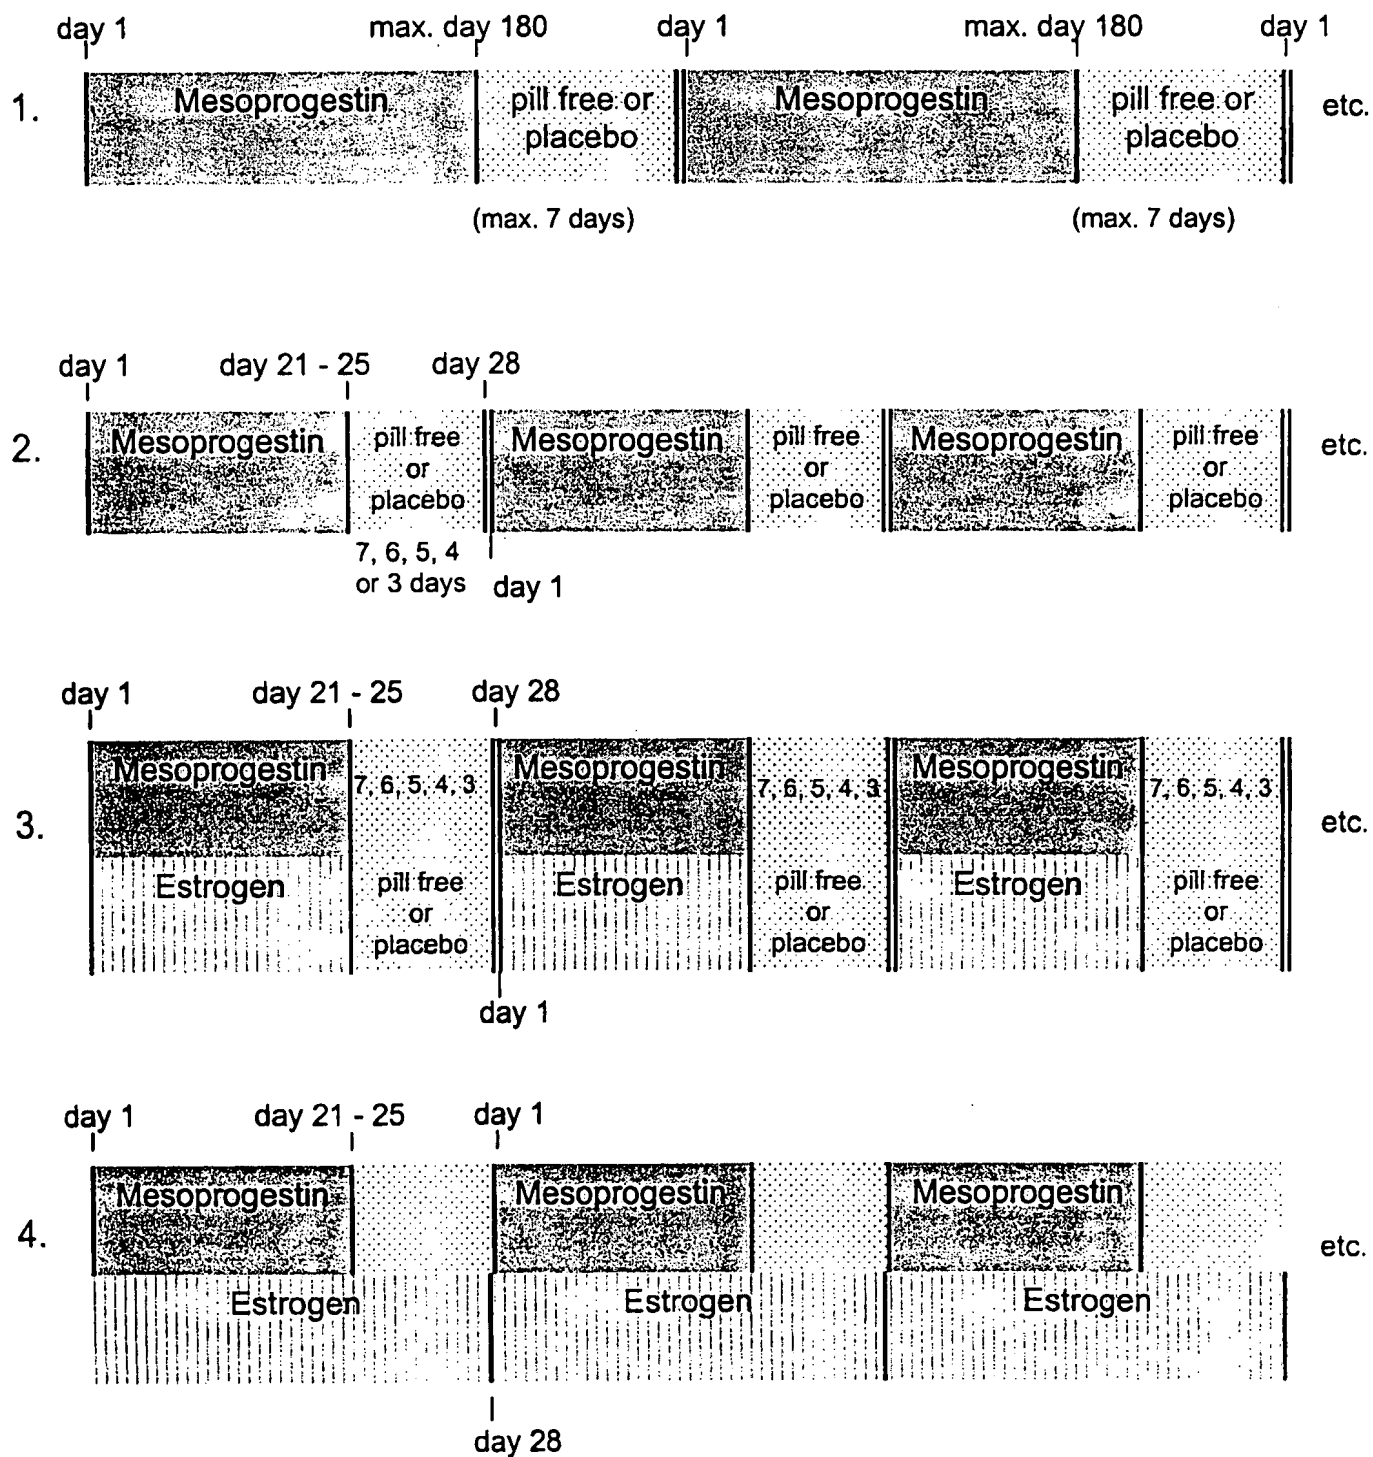 day 1 max. day 180 day 1 max. day 180 day 1
1. Mesoprogestin pill free or placebo Mesoprogestin pill free or placebo etc.
(max. 7 days) (max. 7 days)
day 1 day 21 - 25 day 28
2. Mesoprogestin pill free or placebo Mesoprogestin pill free or placebo Mesoprogestin pill free or placebo etc.
7, 6, 5, 4
or 3 days day 1
day 1 day 21 - 25 day 28
Mesoprogestin 7, 6, 5, 4, 3 Mesoprogestin 7, 6, 5, 4, 3 Mesoprogestin 7, 6, 5, 4, 3
3. etc.
Estrogen pill free or placebo Estrogen pill free or placebo Estrogen pill free or placebo
day 1
day 1 day 21 - 25 day 1
Mesoprogestin Mesoprogestin Mesoprogestin
4. etc.
Estrogen Estrogen Estrogen
day 28